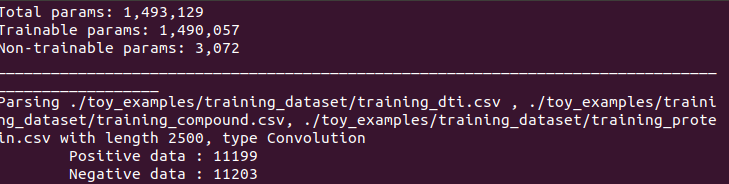 Total params: 1,493,129
Trainable params: 1,490,057
Non-trainable params: 3,072
_________________________________________________________________________________
__________________
Parsing ./toy_examples/training_dataset/training_dti.csv , ./toy_examples/traini
ng_dataset/training_compound.csv, ./toy_examples/training_dataset/training_prote
in.csv with length 2500, type Convolution
        Positive data : 11199
        Negative data : 11203